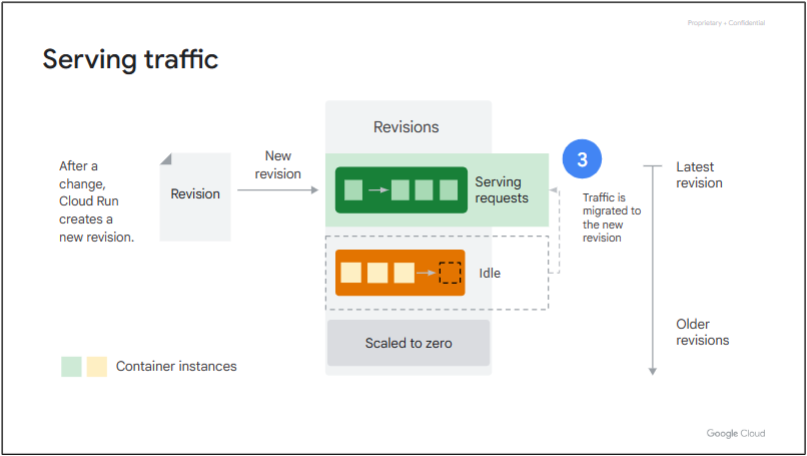 Proprietary + Confidential
Serving traffic
After a
change,
Cloud Run
creates a
new revision.
Revision
New
revision
Revisions
Serving
requests
Idle
Scaled to zero
3
Traffic is
migrated to
the new
revision
Latest
revision
Older
revisions
Container instances
Google Cloud